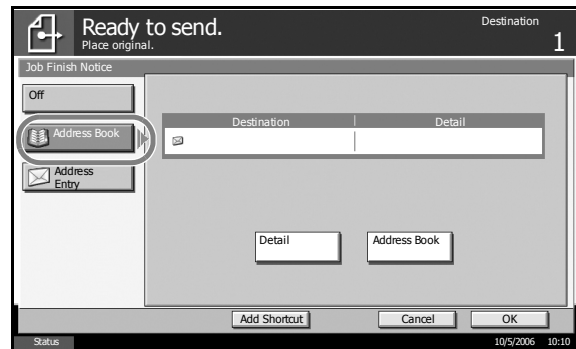 Ready to send.
Destination
Place original.
1
Job Finish Notice
Off
Address Book
Address
Entry
Destination
Detail
Detail
Address Book
Add Shortcut
Cancel
OK
Status
10/5/2006 10:10